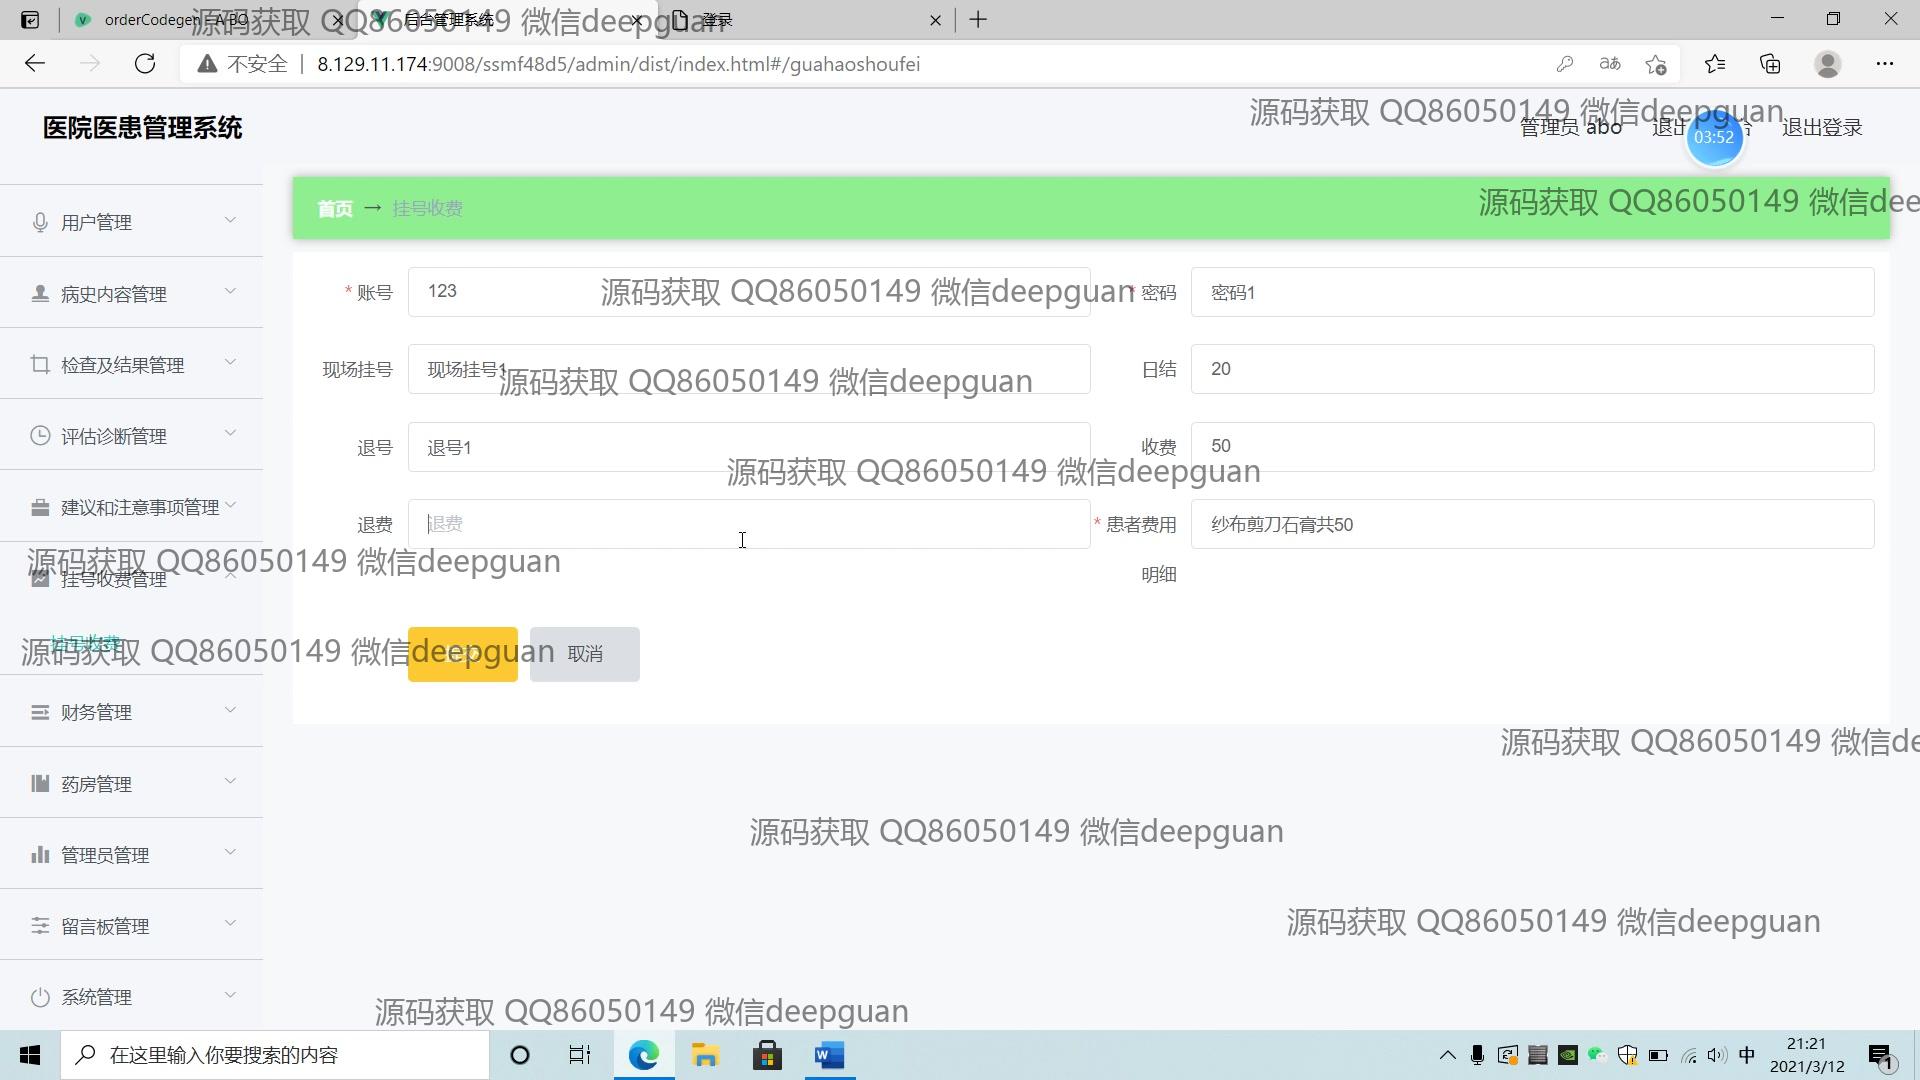 orderCodegen - ABO
后台管理系统
登录
源码获取 QQ86050149 微信deepguan
不安全 | 8.129.11.174:9008/ssmf48d5/admin/dist/index.html#/guahaoshoufei
源码获取 QQ86050149 微信deepguan
医院医患管理系统
管理员 abo
退出登录
03:52
首页 → 挂号收费
源码获取 QQ86050149 微信dee
用户管理
病史内容管理
检查及结果管理
评估诊断管理
建议和注意事项管理
挂号收费管理
挂号收费
财务管理
药房管理
管理员管理
留言板管理
系统管理
* 账号 123
* 密码 密码1
源码获取 QQ86050149 微信deepguan
现场挂号 现场挂号1
日结 20
源码获取 QQ86050149 微信deepguan
退号 退号1
收费 50
源码获取 QQ86050149 微信deepguan
退费 退费
* 患者费用明细 纱布剪刀石膏共50
源码获取 QQ86050149 微信deepguan
源码获取 QQ86050149 微信deepguan
取消
源码获取 QQ86050149 微信de
源码获取 QQ86050149 微信deepguan
源码获取 QQ86050149 微信deepguan
源码获取 QQ86050149 微信deepguan
在这里输入你要搜索的内容
中
21:21
2021/3/12
1